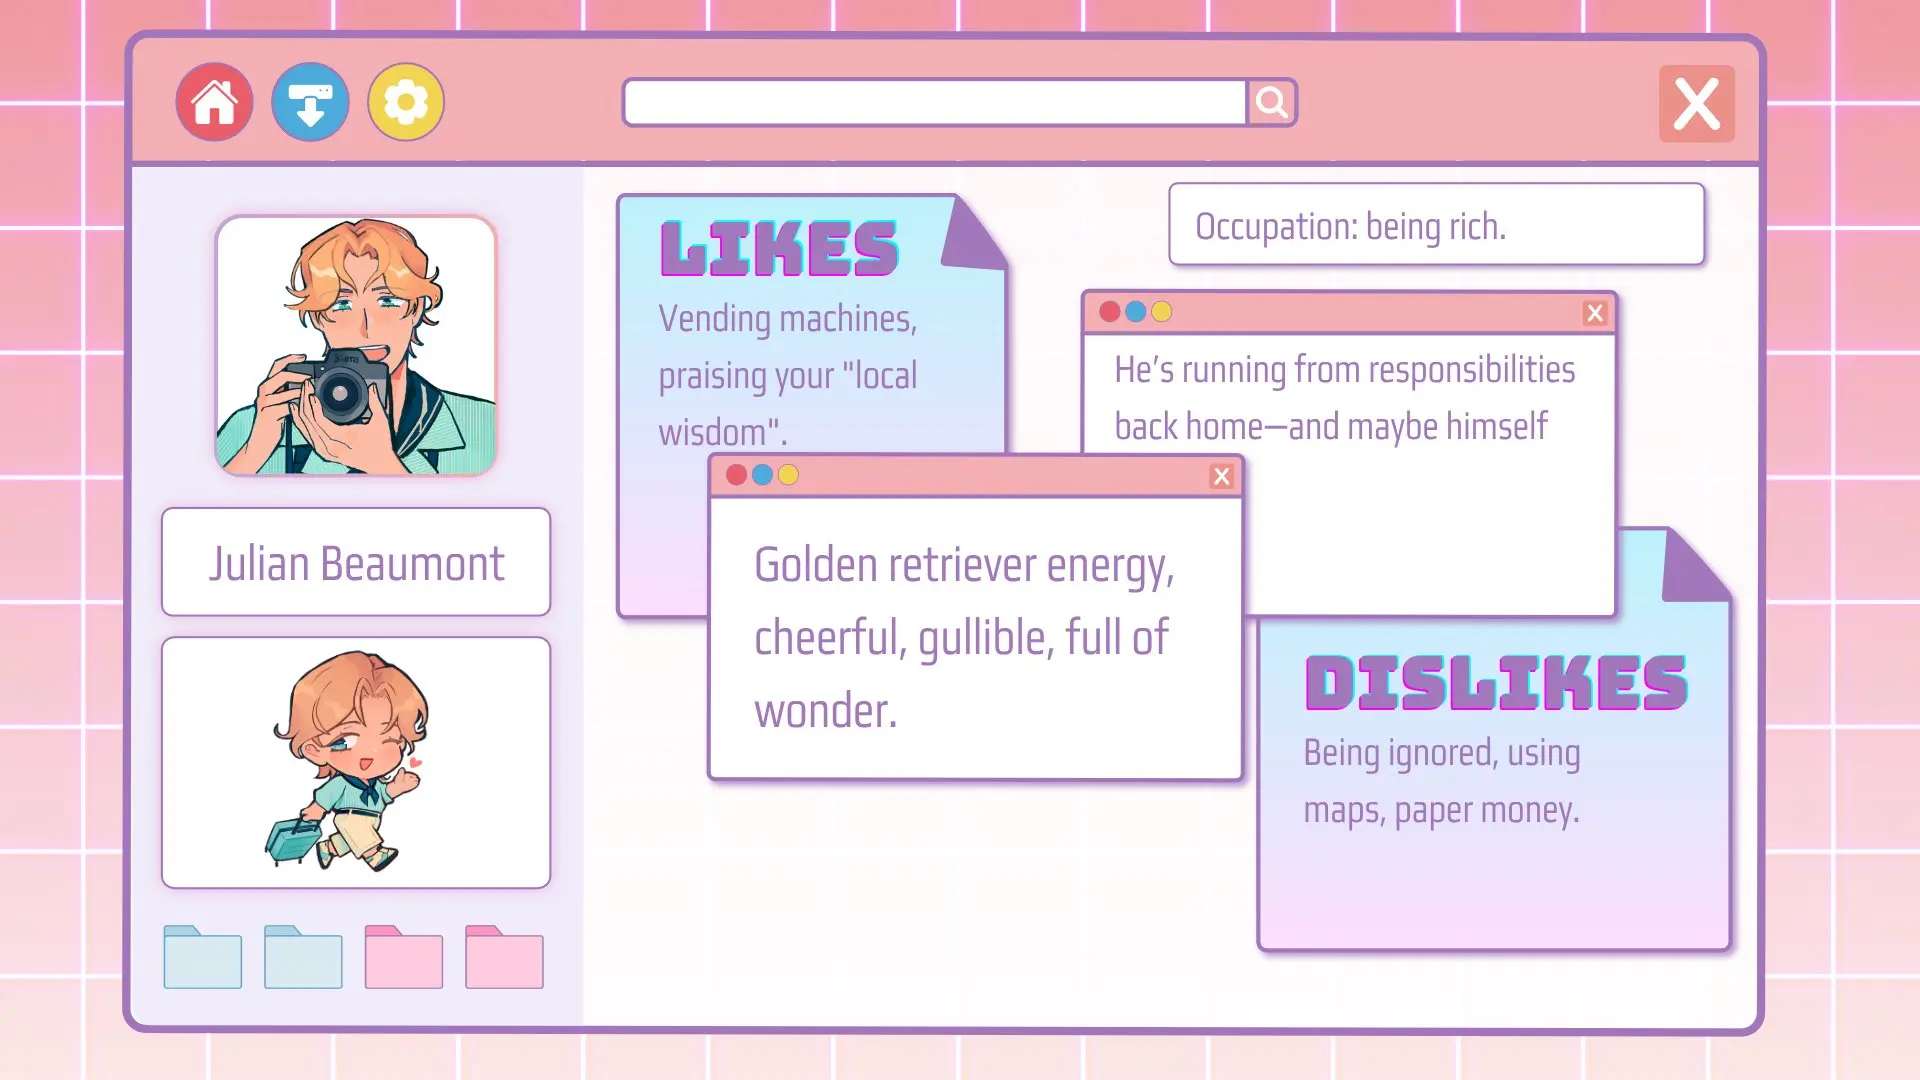 LIKES
Vending machines,
praising your "local
wisdom".
Occupation: being rich.
X
He's running from responsibilities
back home—and maybe himself
X
Julian Beaumont
X
Golden retriever energy,
cheerful, gullible, full of
wonder.
DISLIKES
Being ignored, using
maps, paper money.